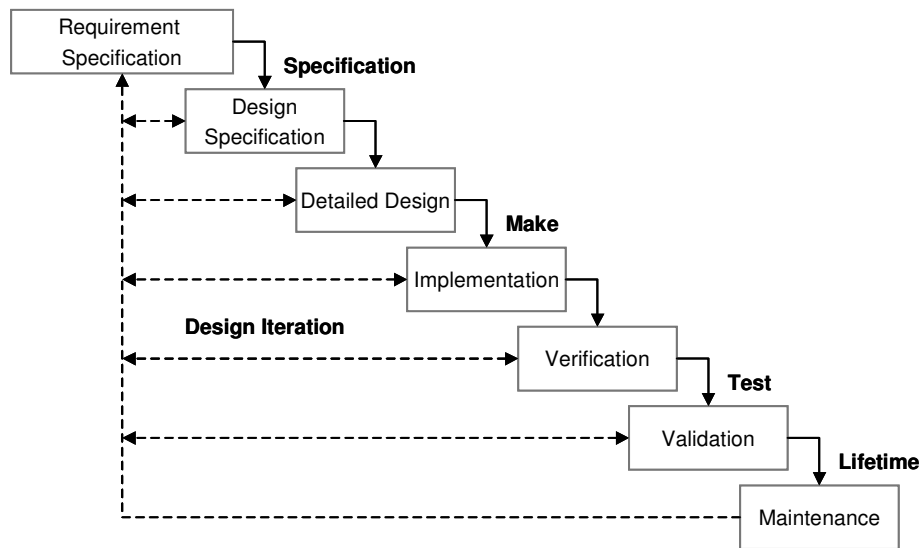 Requirement
Specification
Specification
Design
Specification
Detailed Design
Make
Implementation
Design Iteration
Verification
Test
Validation
Lifetime
Maintenance